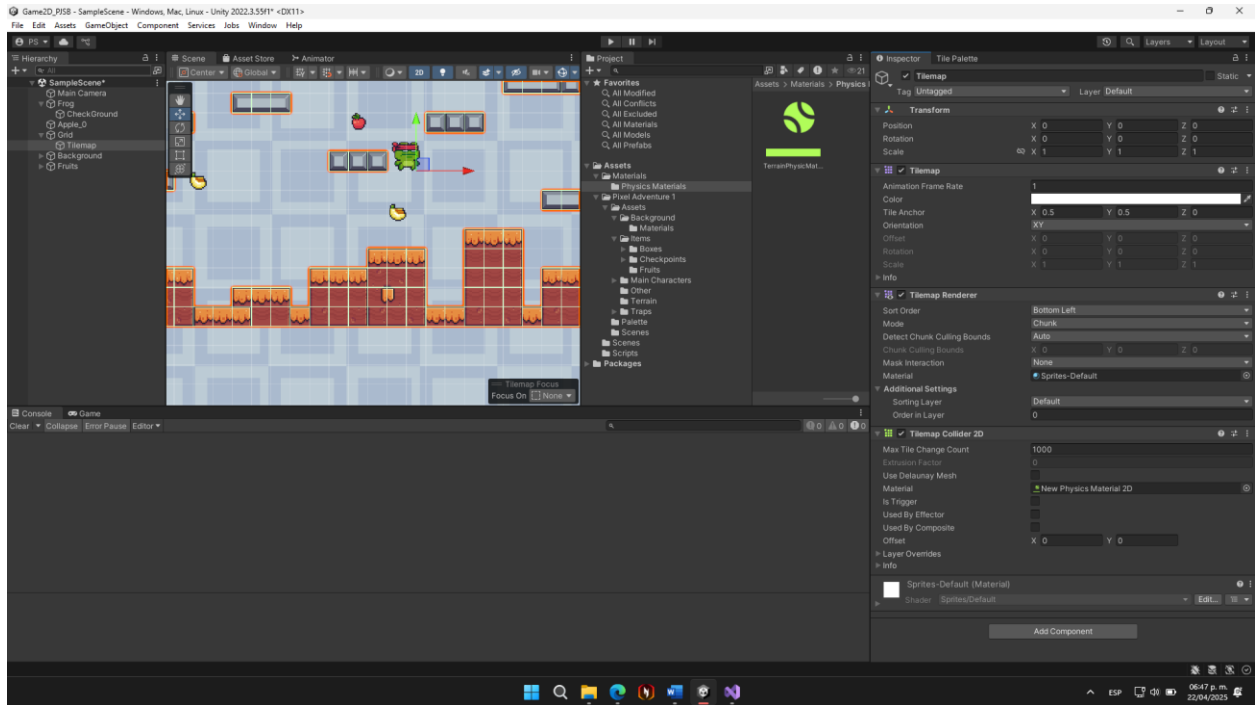 Game2D_PJSB - SampleScene - Windows, Mac, Linux - Unity 2022.3.55f1* <DX11>
File Edit Assets GameObject Component Services Jobs Window Help
PS
Layers Layout
Hierarchy
All
SampleScene*
Main Camera
Frog
CheckGround
Apple_0
Grid
Tilemap
Background
Fruits
Scene Asset Store Animator
Center Global 2D
Tilemap Focus
Focus On None
Project
21
Favorites
All Modified
All Conflicts
All Excluded
All Materials
All Models
All Prefabs
Assets
Materials
Physics Materials
Pixel Adventure 1
Assets
Background
Materials
Items
Boxes
Checkpoints
Fruits
Main Characters
Other
Terrain
Traps
Palette
Scenes
Scenes
Scripts
Packages
Assets > Materials > Physics
TerrainPhysicMat...
Console Game
Clear Collapse Error Pause Editor
0 0 0
Inspector Tile Palette
Tilemap Static
Tag Untagged Layer Default
Transform
Position X 0 Y 0 Z 0
Rotation X 0 Y 0 Z 0
Scale X 1 Y 1 Z 1
Tilemap
Animation Frame Rate 1
Color
Tile Anchor X 0.5 Y 0.5 Z 0
Orientation XY
Offset X 0 Y 0 Z 0
Rotation X 0 Y 0 Z 0
Scale X 1 Y 1 Z 1
Info
Tilemap Renderer
Sort Order Bottom Left
Mode Chunk
Detect Chunk Culling Bounds Auto
Chunk Culling Bounds X 0 Y 0 Z 0
Mask Interaction None
Material Sprites-Default
Additional Settings
Sorting Layer Default
Order in Layer 0
Tilemap Collider 2D
Max Tile Change Count 1000
Extrusion Factor 0
Use Delaunay Mesh
Material New Physics Material 2D
Is Trigger
Used By Effector
Used By Composite
Offset X 0 Y 0
Layer Overrides
Info
Sprites-Default (Material)
Shader Sprites/Default Edit...
Add Component
ESP
06:47 p. m.
22/04/2025